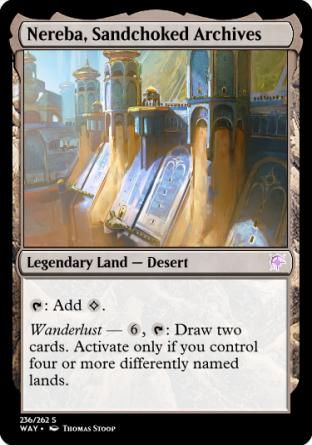 Nereba, Sandchoked Archives
Legendary Land — Desert
: Add .
Wanderlust — 6, : Draw two
cards. Activate only if you control
four or more differently named
lands.
236/262 S
WAY • Thomas Stoop